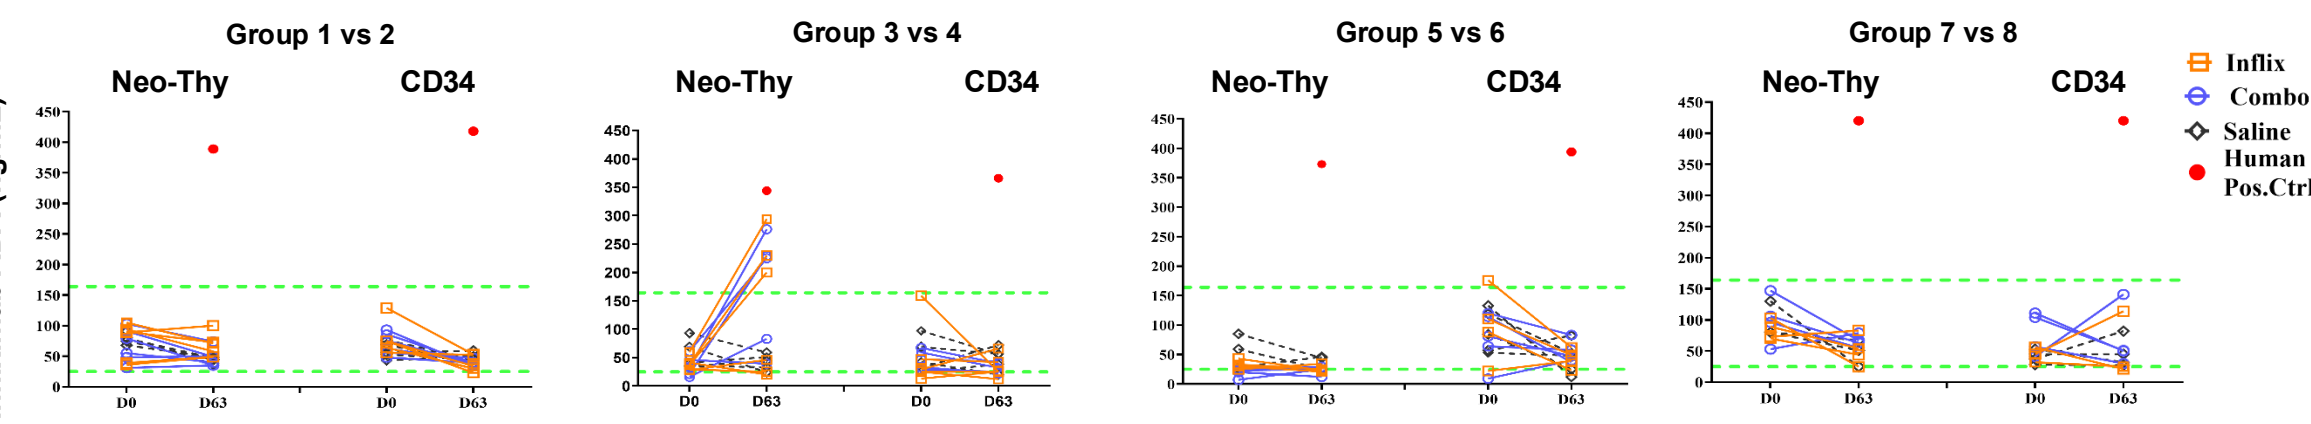 Group 1 vs 2
Neo-Thy CD34
450
400
350
300
250
200
150
100
50
0
D0 D63 D0 D63
Group 3 vs 4
Neo-Thy CD34
450
400
350
300
250
200
150
100
50
0
D0 D63 D0 D63
Group 5 vs 6
Neo-Thy CD34
450
400
350
300
250
200
150
100
50
0
D0 D63 D0 D63
Group 7 vs 8
Neo-Thy CD34
450
400
350
300
250
200
150
100
50
0
D0 D63 D0 D63
Inflix
Combo
Saline
Human
Pos.Ctrl